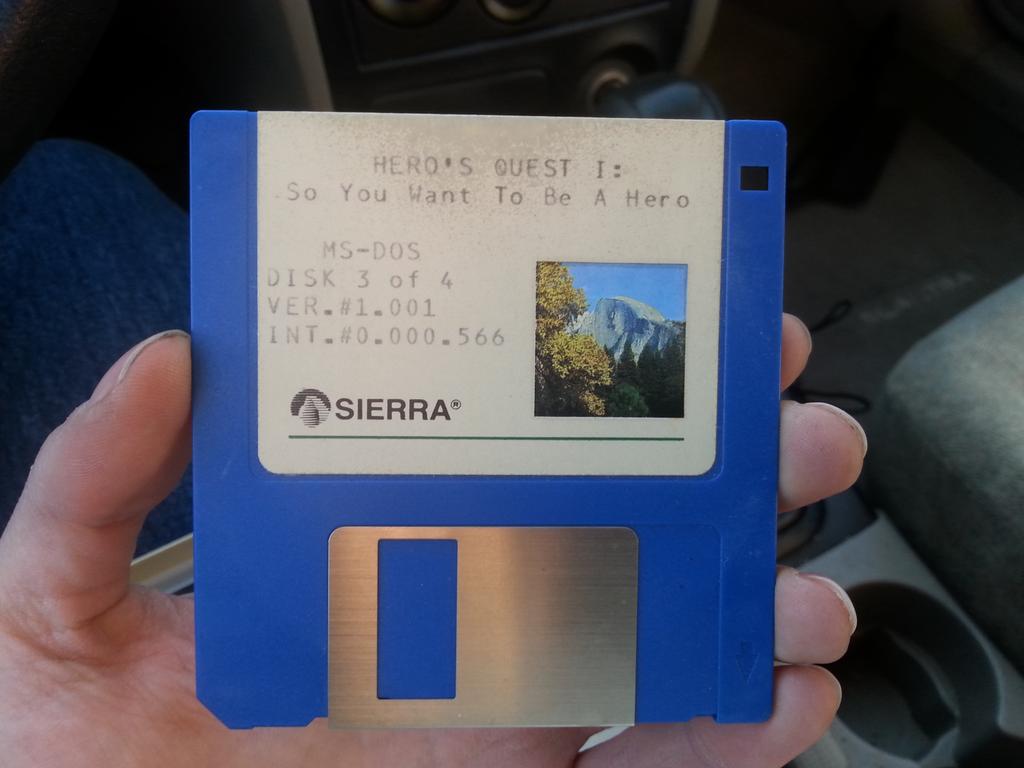 HERO'S QUEST I:
So You Want To Be A Hero
MS-DOS
DISK 3 of 4
VER.#1.001
INT.#0.000.566
SIERRA®